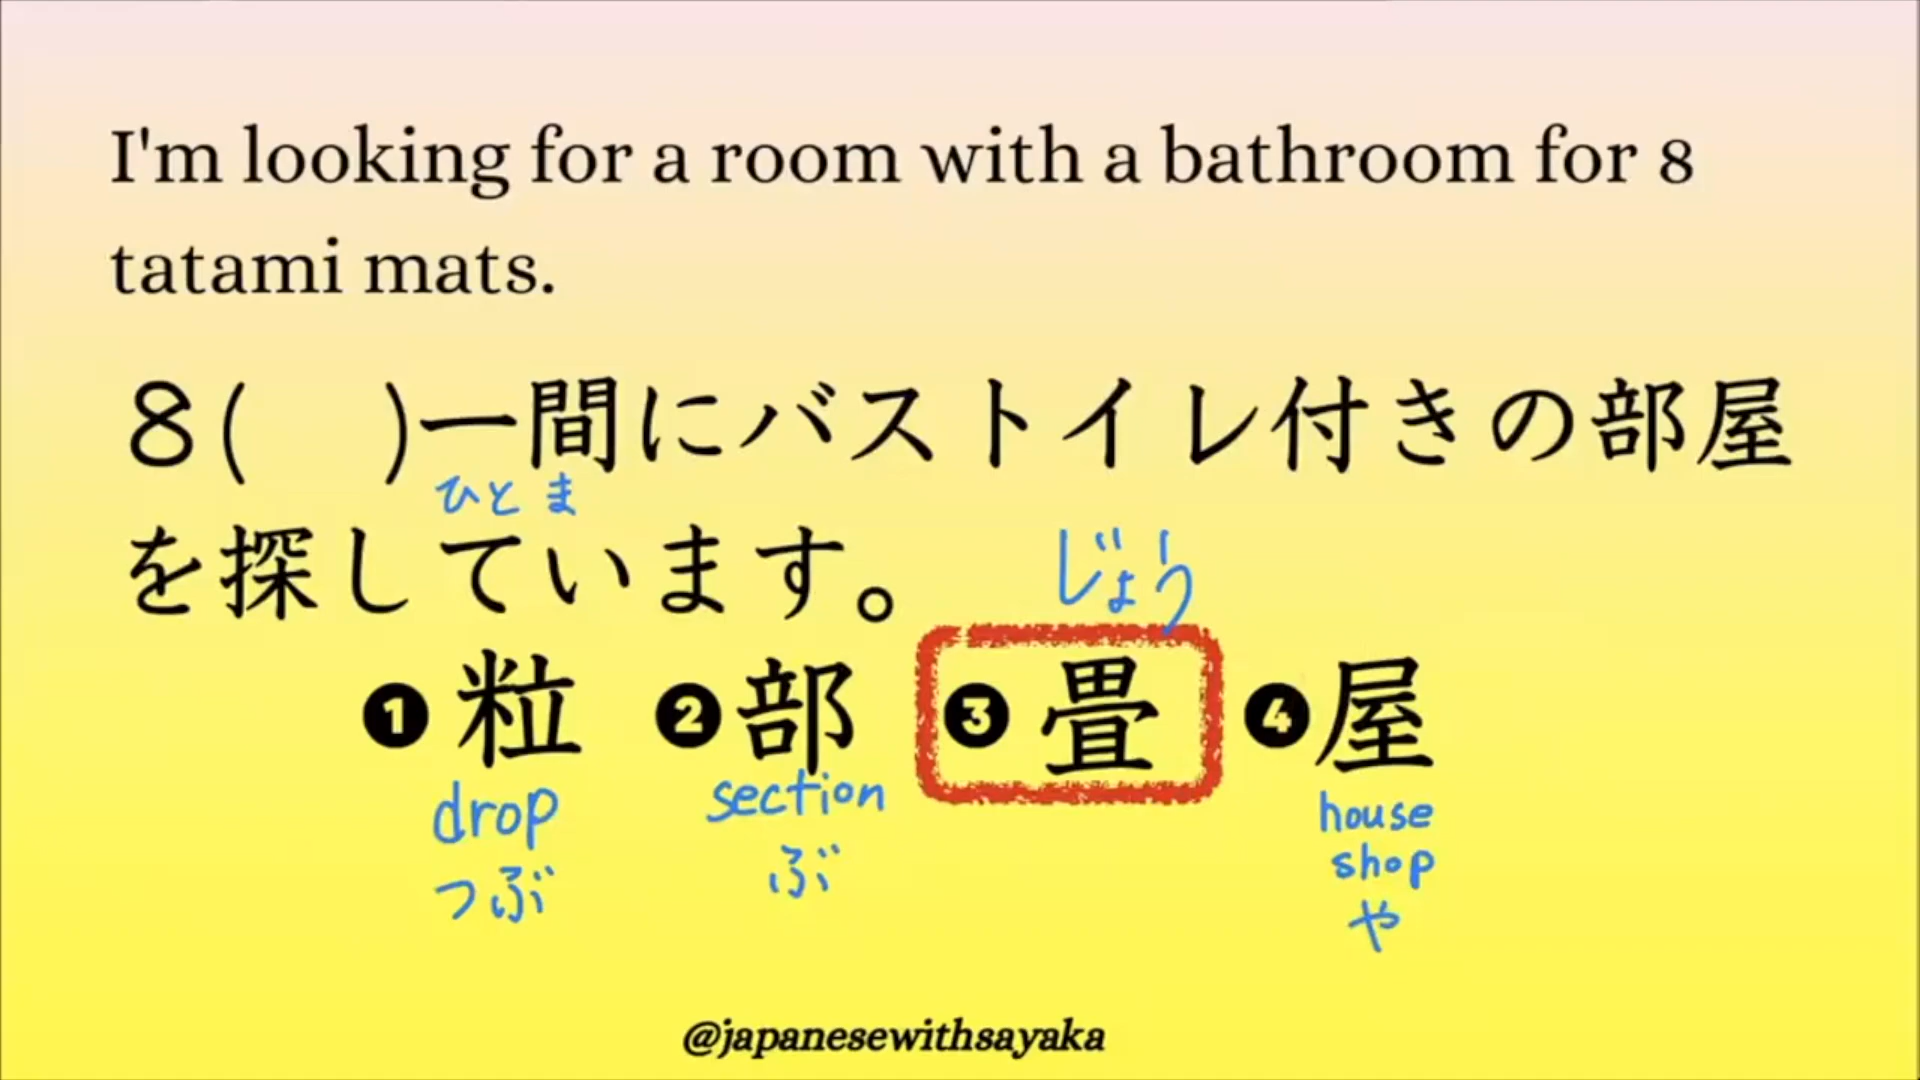 I'm looking for a room with a bathroom for 8
tatami mats.
8(　)一間にバストイレ付きの部屋
ひとま
を探しています。
じょう
❶粒 ❷部 ❸畳 ❹屋
drop section house
つぶ ぶ shop
や
@japanesewithsayaka